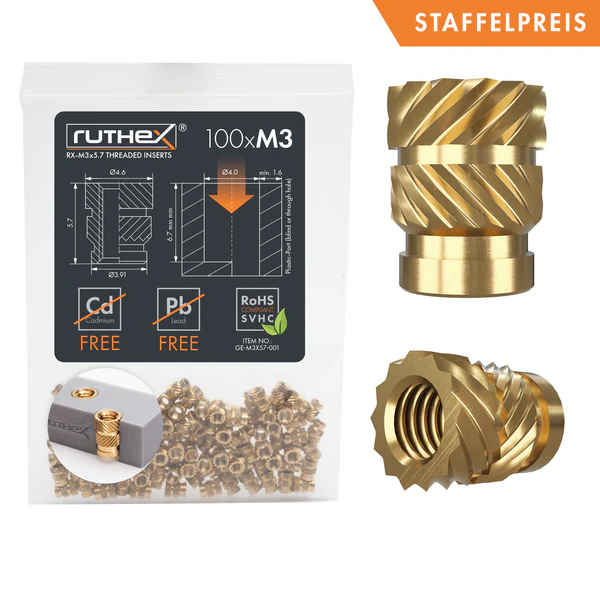 STAFFELPREIS
ruthex®
100xM3
RX-M3x5.7 THREADED INSERTS
Ø4.6
Ø4.0
min. 1.6
5.7
6.7 mm min
Plastic-Part (blind or through hole)
Ø3.91
Cd
Cadmium
FREE
Pb
Lead
FREE
RoHS
COMPLIANT
SVHC
ITEM NO.:
GE-M3X57-001
ruthex